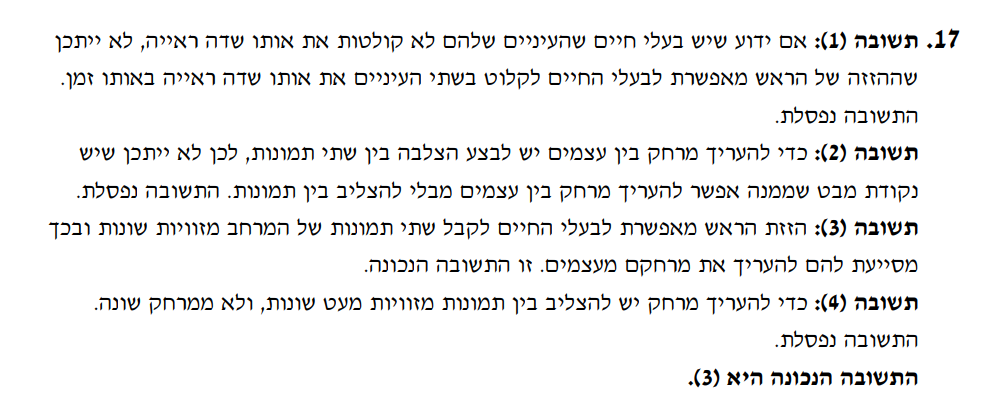 17. תשובה (1): אם ידוע שיש בעלי חיים שהעיניים שלהם לא קולטות את אותו שדה ראייה, לא ייתכן
שההזזה של הראש מאפשרת לבעלי החיים לקלוט בשתי העיניים את אותו שדה ראייה באותו זמן.
התשובה נפסלת.
תשובה (2): כדי להעריך מרחק בין עצמים יש לבצע הצלבה בין שתי תמונות, לכן לא ייתכן שיש
נקודת מבט שממנה אפשר להעריך מרחק בין עצמים מבלי להצליב בין תמונות. התשובה נפסלת.
תשובה (3): הזזת הראש מאפשרת לבעלי החיים לקבל שתי תמונות של המרחב מזוויות שונות ובכך
מסייעת להם להעריך את מרחקם מעצמים. זו התשובה הנכונה.
תשובה (4): כדי להעריך מרחק יש להצליב בין תמונות מזוויות מעט שונות, ולא ממרחק שונה.
התשובה נפסלת.
התשובה הנכונה היא (3).